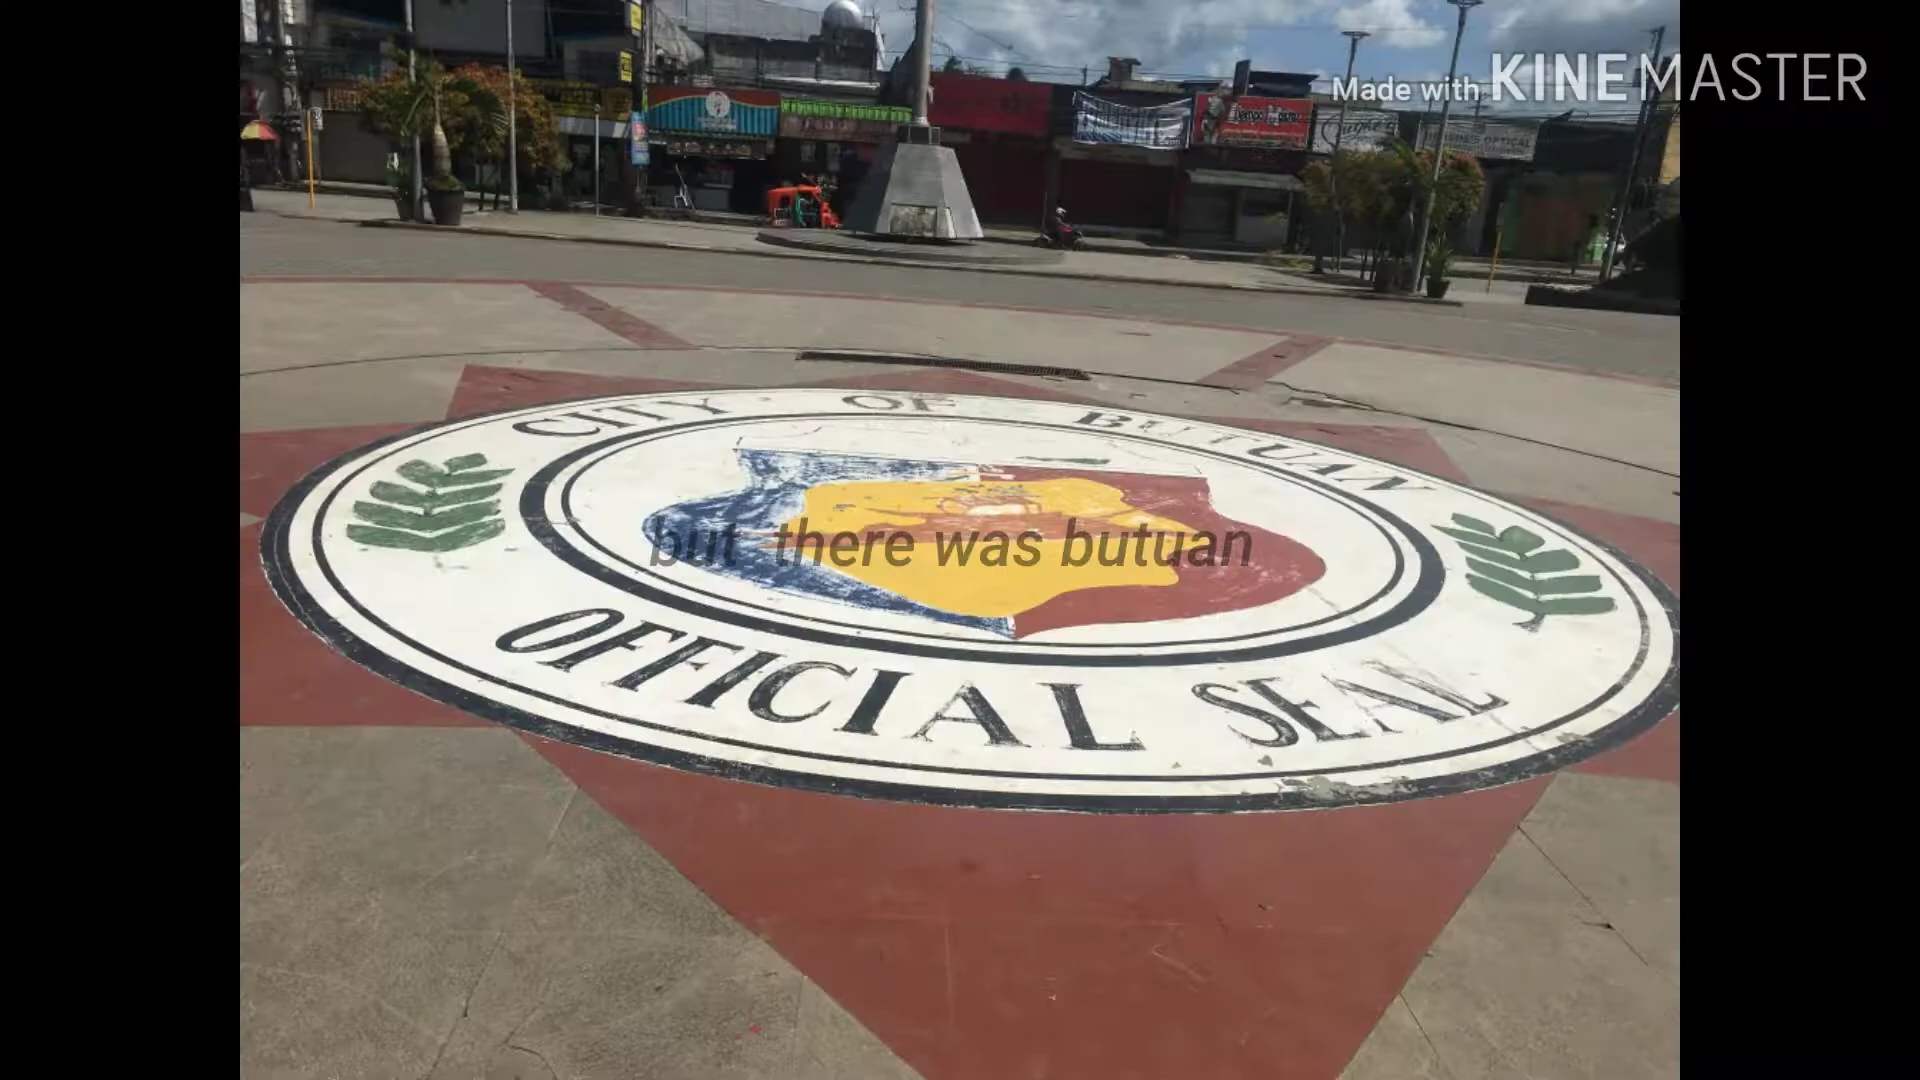 Made with KINEMASTER
CITY OF BUTUAN
but there was butuan
OFFICIAL SEAL